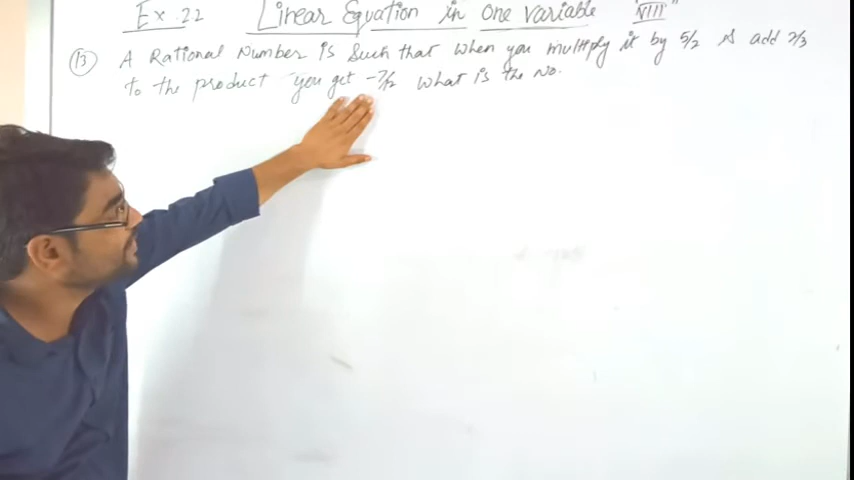 Ex 2.2 Linear Equation in One variable "VIII"
(13) A Rational Number is Such that when you multiply it by 5/2 & add 2/3
to the product you get -7/12 what is the No.